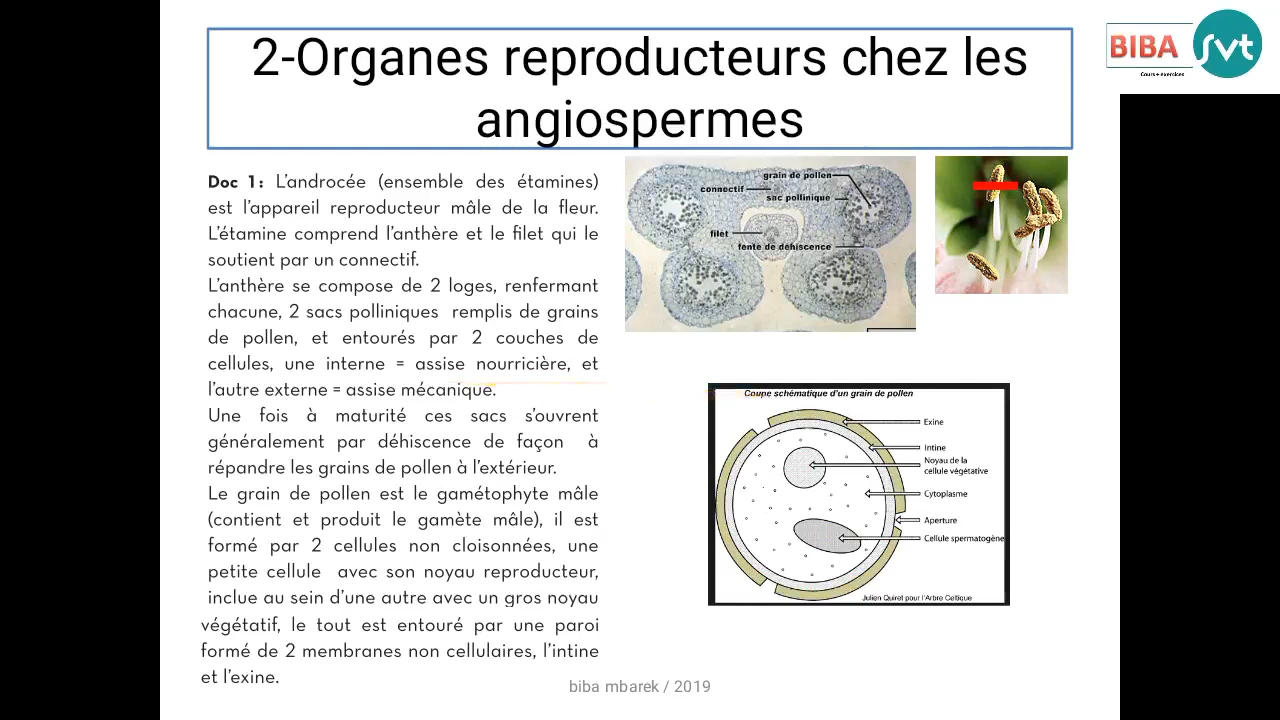 2-Organes reproducteurs chez les
angiospermes
BIBA
svt
Cours + exercices
Doc 1 : L'androcée (ensemble des étamines)
est l'appareil reproducteur mâle de la fleur.
L'étamine comprend l'anthère et le filet qui le
soutient par un connectif.
L'anthère se compose de 2 loges, renfermant
chacune, 2 sacs polliniques remplis de grains
de pollen, et entourés par 2 couches de
cellules, une interne = assise nourricière, et
l'autre externe = assise mécanique.
Une fois à maturité ces sacs s'ouvrent
généralement par déhiscence de façon à
répandre les grains de pollen à l'extérieur.
Le grain de pollen est le gamétophyte mâle
(contient et produit le gamète mâle), il est
formé par 2 cellules non cloisonnées, une
petite cellule avec son noyau reproducteur,
inclue au sein d'une autre avec un gros noyau
végétatif, le tout est entouré par une paroi
formé de 2 membranes non cellulaires, l'intine
et l'exine.
grain de pollen
connectif
sac pollinique
filet
fente de déhiscence
Coupe schématique d'un grain de pollen
Exine
Intine
Noyau de la
cellule végétative
Cytoplasme
Aperture
Cellule spermatogène
Julien Quiret pour l'Arbre Celtique
biba mbarek / 2019